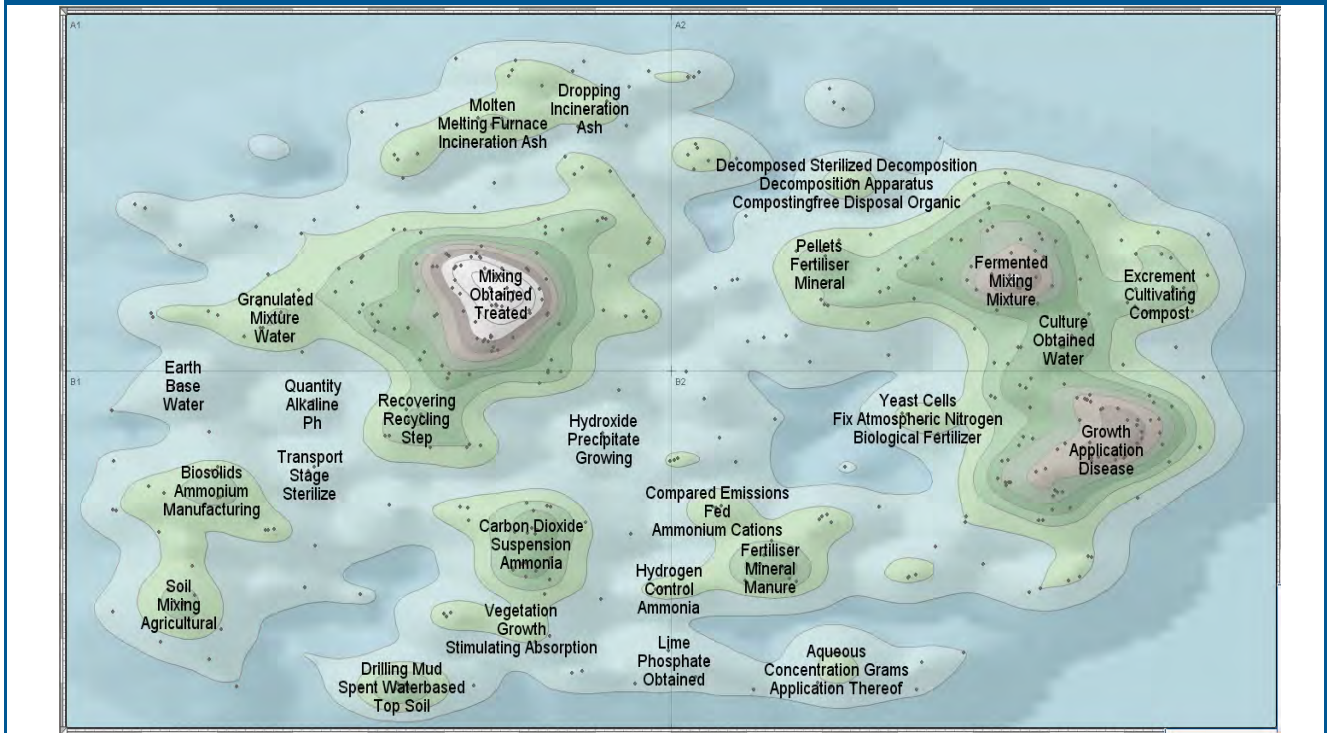 A1
A2
Molten
Melting Furnace
Incineration Ash
Dropping
Incineration
Ash
Decomposed Sterilized Decomposition
Decomposition Apparatus
Compostingfree Disposal Organic
Mixing
Obtained
Treated
Pellets
Fertiliser
Mineral
Fermented
Mixing
Mixture
Excrement
Cultivating
Compost
Granulated
Mixture
Water
Culture
Obtained
Water
Earth
Base
Water
B1
B2
Quantity
Alkaline
Ph
Recovering
Recycling
Step
Hydroxide
Precipitate
Growing
Yeast Cells
Fix Atmospheric Nitrogen
Biological Fertilizer
Growth
Application
Disease
Transport
Stage
Sterilize
Biosolids
Ammonium
Manufacturing
Compared Emissions
Fed
Ammonium Cations
Carbon Dioxide
Suspension
Ammonia
Fertiliser
Mineral
Manure
Hydrogen
Control
Ammonia
Soil
Mixing
Agricultural
Vegetation
Growth
Stimulating Absorption
Lime
Phosphate
Obtained
Aqueous
Concentration Grams
Application Thereof
Drilling Mud
Spent Waterbased
Top Soil